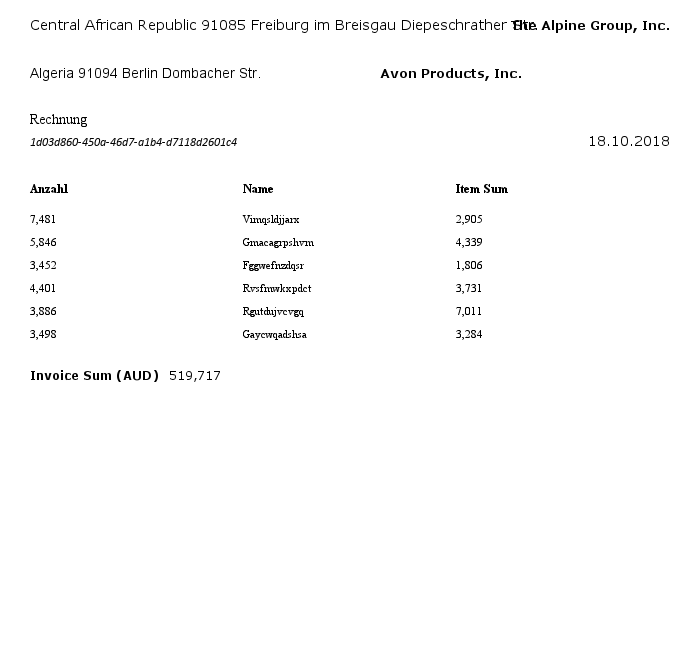 Central African Republic 91085 Freiburg im Breisgau Diepeschrather Str. The Alpine Group, Inc.
Algeria 91094 Berlin Dombacher Str. Avon Products, Inc.
Rechnung
1d03d860-450a-46d7-a1b4-d7118d2601c4 18.10.2018
Anzahl Name Item Sum
7,481 Vimqsldjjarx 2,905
5,846 Gmacagrpshvm 4,339
3,452 Fggwefnzdqsr 1,806
4,401 Rvsfmwkxpdct 3,731
3,886 Rgutdujvcvgq 7,011
3,498 Gaycwqadshsa 3,284
Invoice Sum (AUD) 519,717